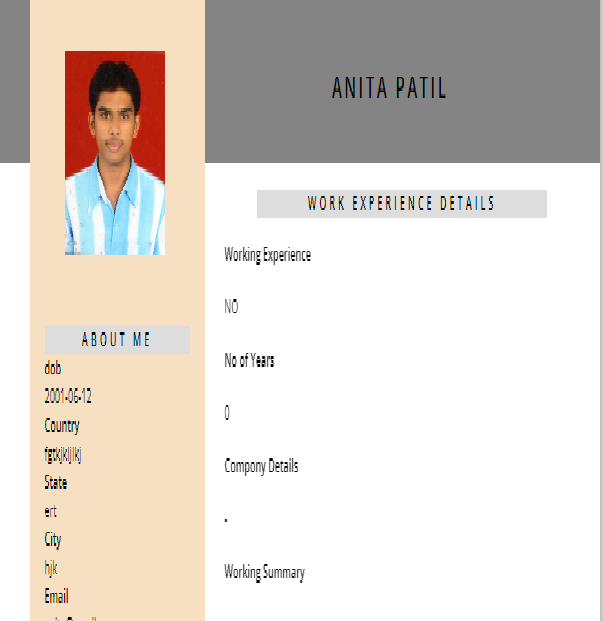 ANITA PATIL
ABOUT ME
dob
2001-06-12
Country
fgtkjkljlkj
State
ert
City
hjk
Email
WORK EXPERIENCE DETAILS
Working Experience
NO
No of Years
0
Compony Details
-
Working Summary